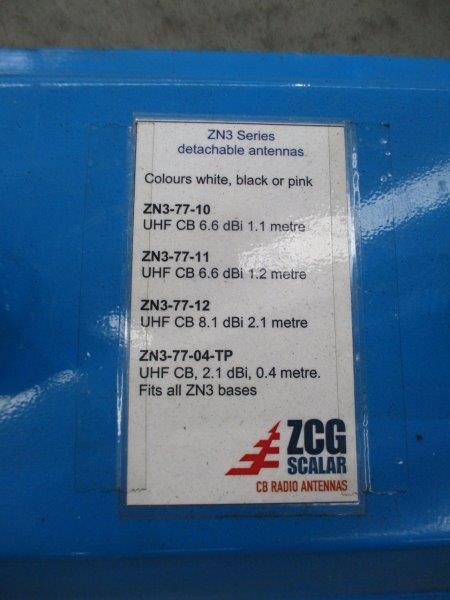 ZN3 Series
detachable antennas
Colours white, black or pink
ZN3-77-10
UHF CB 6.6 dBi 1.1 metre
ZN3-77-11
UHF CB 6.6 dBi 1.2 metre
ZN3-77-12
UHF CB 8.1 dBi 2.1 metre
ZN3-77-04-TP
UHF CB, 2.1 dBi, 0.4 metre.
Fits all ZN3 bases
ZCG
SCALAR
CB RADIO ANTENNAS